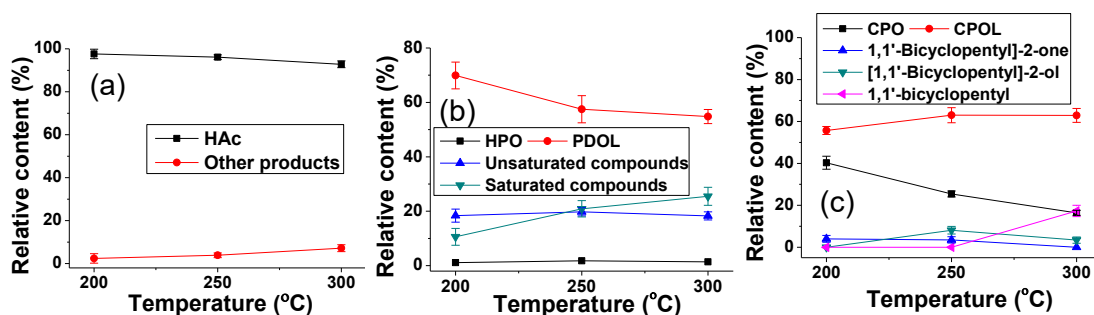 (a)
HAc
Other products
Relative content (%)
0
20
40
60
80
100
200
250
300
Temperature (°C)
(b)
HPO
PDOL
Unsaturated compounds
Saturated compounds
Relative content (%)
0
20
40
60
80
200
250
300
Temperature (°C)
CPO
CPOL
1,1'-Bicyclopentyl]-2-one
[1,1'-Bicyclopentyl]-2-ol
1,1'-bicyclopentyl
(c)
Relative content (%)
0
20
40
60
80
100
200
250
300
Temperature (°C)